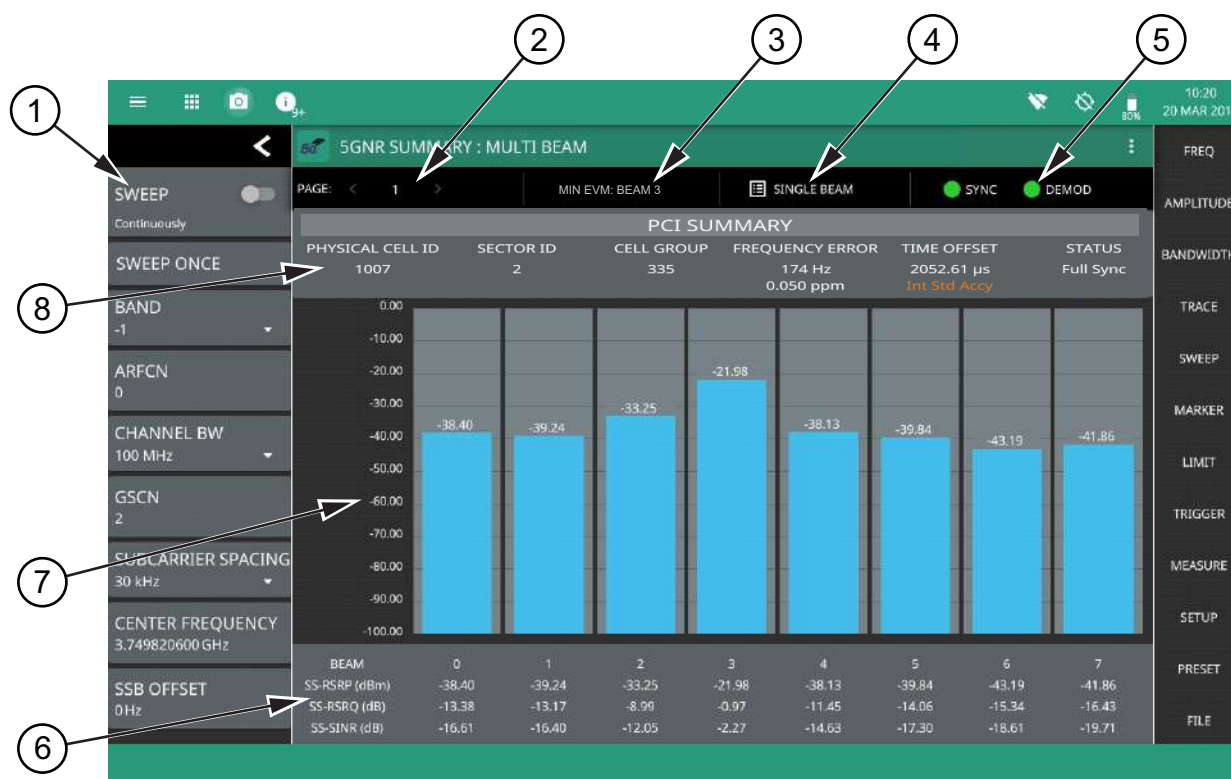 2 3 4 5
1
9+
80%
10:20
20 MAR 201
5G 5GNR SUMMARY : MULTI BEAM
FREQ
SWEEP
Continuously
PAGE: < 1 > MIN EVM: BEAM 3 SINGLE BEAM SYNC DEMOD
AMPLITUDE
PCI SUMMARY
SWEEP ONCE
PHYSICAL CELL ID SECTOR ID CELL GROUP FREQUENCY ERROR TIME OFFSET STATUS
1007 2 335 174 Hz 2052.61 µs Full Sync
0.050 ppm Int Std Accy
BANDWIDTH
8
BAND
-1
0.00
-10.00
-20.00
-30.00
-40.00
-50.00
-60.00
-70.00
-80.00
-90.00
-100.00
-38.40 -39.24 -33.25 -21.98 -38.13 -39.84 -43.19 -41.86
TRACE
ARFCN
0
SWEEP
CHANNEL BW
100 MHz
MARKER
LIMIT
GSCN
2
TRIGGER
7
SUBCARRIER SPACING
30 kHz
MEASURE
CENTER FREQUENCY
3.749820600 GHz
SETUP
SSB OFFSET
0 Hz
PRESET
BEAM 0 1 2 3 4 5 6 7
SS-RSRP (dBm) -38.40 -39.24 -33.25 -21.98 -38.13 -39.84 -43.19 -41.86
SS-RSRQ (dB) -13.38 -13.17 -8.99 -0.97 -11.45 -14.06 -15.34 -16.43
SS-SINR (dB) -16.61 -16.40 -12.05 -2.27 -14.63 -17.30 -18.61 -19.71
FILE
6